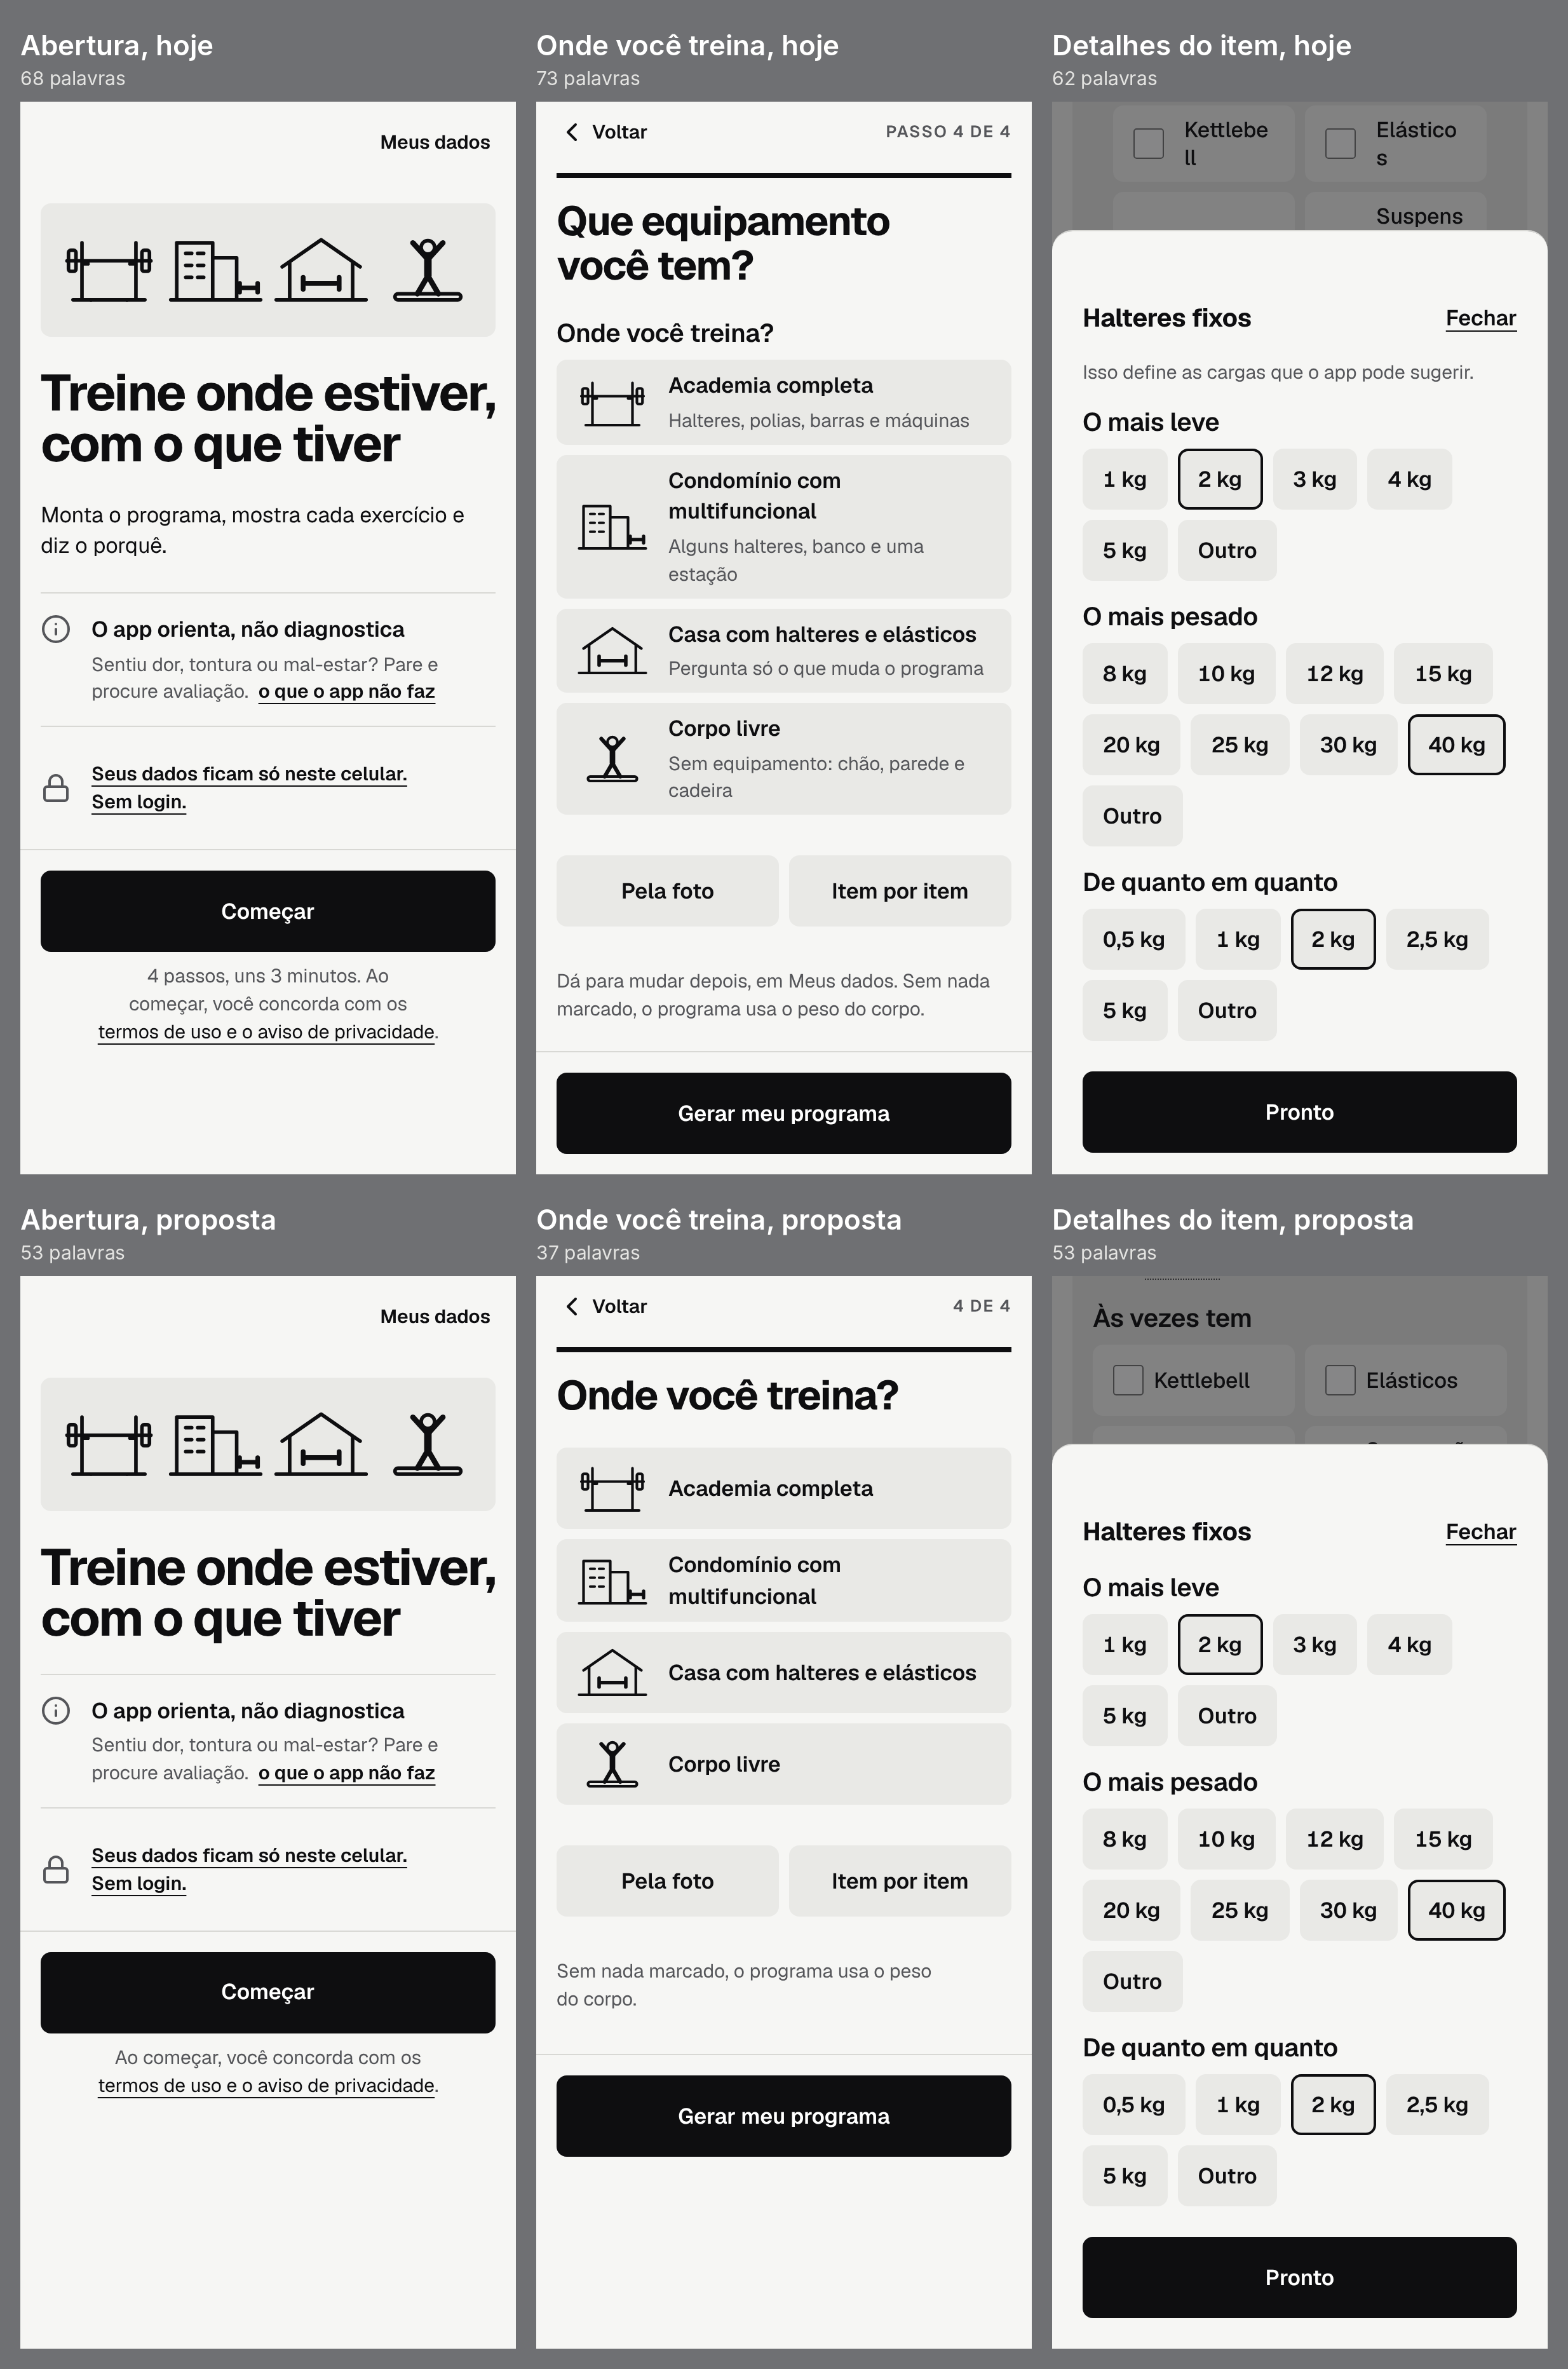 Abertura, hoje
68 palavras
Meus dados
Treine onde estiver,
com o que tiver
Monta o programa, mostra cada exercício e
diz o porquê.
O app orienta, não diagnostica
Sentiu dor, tontura ou mal-estar? Pare e
procure avaliação. o que o app não faz
Seus dados ficam só neste celular.
Sem login.
Começar
4 passos, uns 3 minutos. Ao
começar, você concorda com os
termos de uso e o aviso de privacidade.
Onde você treina, hoje
73 palavras
Voltar
PASSO 4 DE 4
Que equipamento
você tem?
Onde você treina?
Academia completa
Halteres, polias, barras e máquinas
Condomínio com
multifuncional
Alguns halteres, banco e uma
estação
Casa com halteres e elásticos
Pergunta só o que muda o programa
Corpo livre
Sem equipamento: chão, parede e
cadeira
Pela foto
Item por item
Dá para mudar depois, em Meus dados. Sem nada
marcado, o programa usa o peso do corpo.
Gerar meu programa
Detalhes do item, hoje
62 palavras
Kettlebe
ll
Elástico
s
Suspens
Halteres fixos
Fechar
Isso define as cargas que o app pode sugerir.
O mais leve
1 kg
2 kg
3 kg
4 kg
5 kg
Outro
O mais pesado
8 kg
10 kg
12 kg
15 kg
20 kg
25 kg
30 kg
40 kg
Outro
De quanto em quanto
0,5 kg
1 kg
2 kg
2,5 kg
5 kg
Outro
Pronto
Abertura, proposta
53 palavras
Meus dados
Treine onde estiver,
com o que tiver
O app orienta, não diagnostica
Sentiu dor, tontura ou mal-estar? Pare e
procure avaliação. o que o app não faz
Seus dados ficam só neste celular.
Sem login.
Começar
Ao começar, você concorda com os
termos de uso e o aviso de privacidade.
Onde você treina, proposta
37 palavras
Voltar
4 DE 4
Onde você treina?
Academia completa
Condomínio com
multifuncional
Casa com halteres e elásticos
Corpo livre
Pela foto
Item por item
Sem nada marcado, o programa usa o peso
do corpo.
Gerar meu programa
Detalhes do item, proposta
53 palavras
Às vezes tem
Kettlebell
Elásticos
Halteres fixos
Fechar
O mais leve
1 kg
2 kg
3 kg
4 kg
5 kg
Outro
O mais pesado
8 kg
10 kg
12 kg
15 kg
20 kg
25 kg
30 kg
40 kg
Outro
De quanto em quanto
0,5 kg
1 kg
2 kg
2,5 kg
5 kg
Outro
Pronto